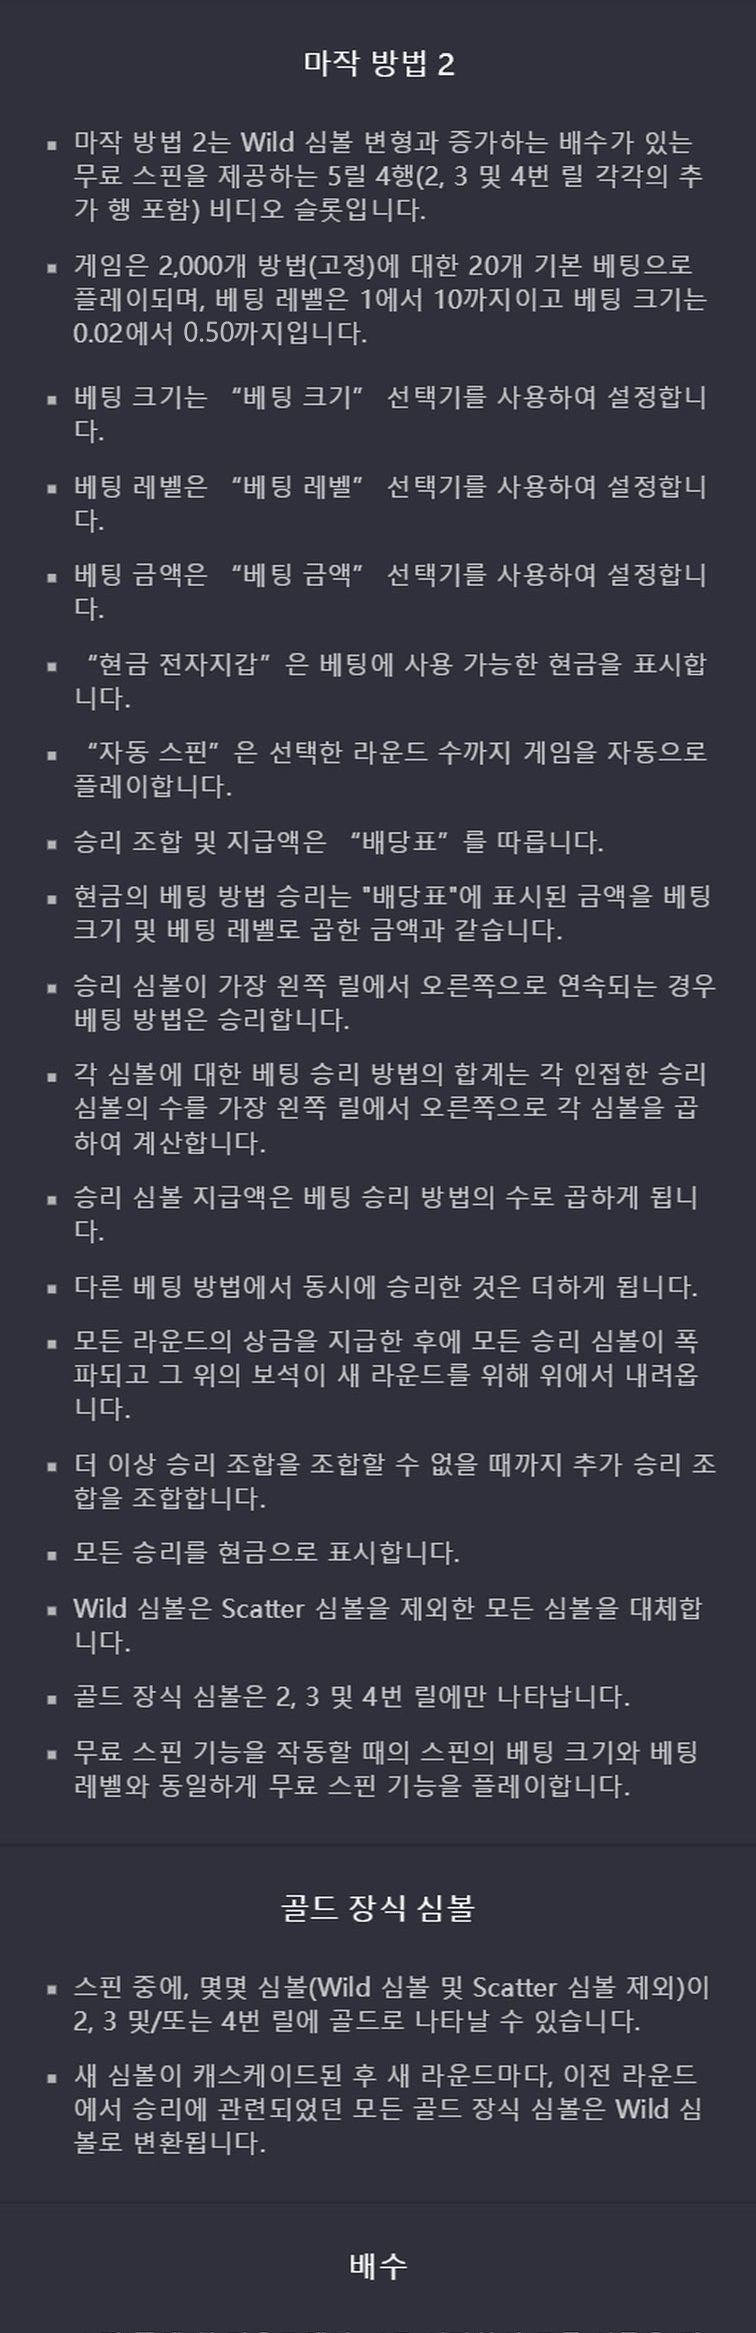 마작 방법 2
▪ 마작 방법 2는 Wild 심볼 변형과 증가하는 배수가 있는
무료 스핀을 제공하는 5릴 4행(2, 3 및 4번 릴 각각의 추
가 행 포함) 비디오 슬롯입니다.
▪ 게임은 2,000개 방법(고정)에 대한 20개 기본 베팅으로
플레이되며, 베팅 레벨은 1에서 10까지이고 베팅 크기는
0.02에서 0.50까지입니다.
▪ 베팅 크기는 “베팅 크기” 선택기를 사용하여 설정합니
다.
▪ 베팅 레벨은 “베팅 레벨” 선택기를 사용하여 설정합니
다.
▪ 베팅 금액은 “베팅 금액” 선택기를 사용하여 설정합니
다.
▪ “현금 전자지갑”은 베팅에 사용 가능한 현금을 표시합
니다.
▪ “자동 스핀”은 선택한 라운드 수까지 게임을 자동으로
플레이합니다.
▪ 승리 조합 및 지급액은 “배당표”를 따릅니다.
▪ 현금의 베팅 방법 승리는 "배당표"에 표시된 금액을 베팅
크기 및 베팅 레벨로 곱한 금액과 같습니다.
▪ 승리 심볼이 가장 왼쪽 릴에서 오른쪽으로 연속되는 경우
베팅 방법은 승리합니다.
▪ 각 심볼에 대한 베팅 승리 방법의 합계는 각 인접한 승리
심볼의 수를 가장 왼쪽 릴에서 오른쪽으로 각 심볼을 곱
하여 계산합니다.
▪ 승리 심볼 지급액은 베팅 승리 방법의 수로 곱하게 됩니
다.
▪ 다른 베팅 방법에서 동시에 승리한 것은 더하게 됩니다.
▪ 모든 라운드의 상금을 지급한 후에 모든 승리 심볼이 폭
파되고 그 위의 보석이 새 라운드를 위해 위에서 내려옵
니다.
▪ 더 이상 승리 조합을 조합할 수 없을 때까지 추가 승리 조
합을 조합합니다.
▪ 모든 승리를 현금으로 표시합니다.
▪ Wild 심볼은 Scatter 심볼을 제외한 모든 심볼을 대체합
니다.
▪ 골드 장식 심볼은 2, 3 및 4번 릴에만 나타납니다.
▪ 무료 스핀 기능을 작동할 때의 스핀의 베팅 크기와 베팅
레벨와 동일하게 무료 스핀 기능을 플레이합니다.
골드 장식 심볼
▪ 스핀 중에, 몇몇 심볼(Wild 심볼 및 Scatter 심볼 제외)이
2, 3 및/또는 4번 릴에 골드로 나타날 수 있습니다.
▪ 새 심볼이 캐스케이드된 후 새 라운드마다, 이전 라운드
에서 승리에 관련되었던 모든 골드 장식 심볼은 Wild 심
볼로 변환됩니다.
배수